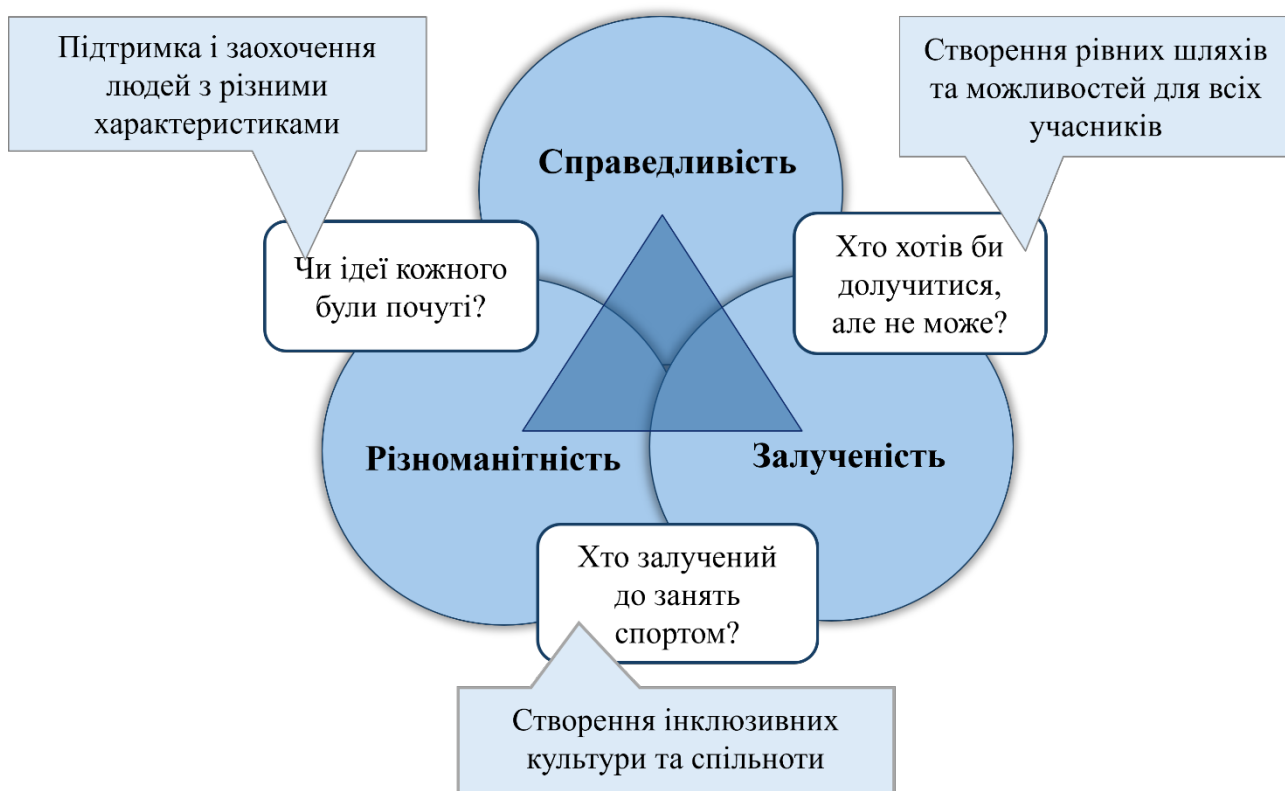 Підтримка і заохочення
людей з різними
характеристиками
Створення рівних шляхів
та можливостей для всіх
учасників
Справедливість
Чи ідеї кожного
були почуті?
Хто хотів би
долучитися,
але не може?
Різноманітність
Залученість
Хто залучений
до занять
спортом?
Створення інклюзивних
культури та спільноти